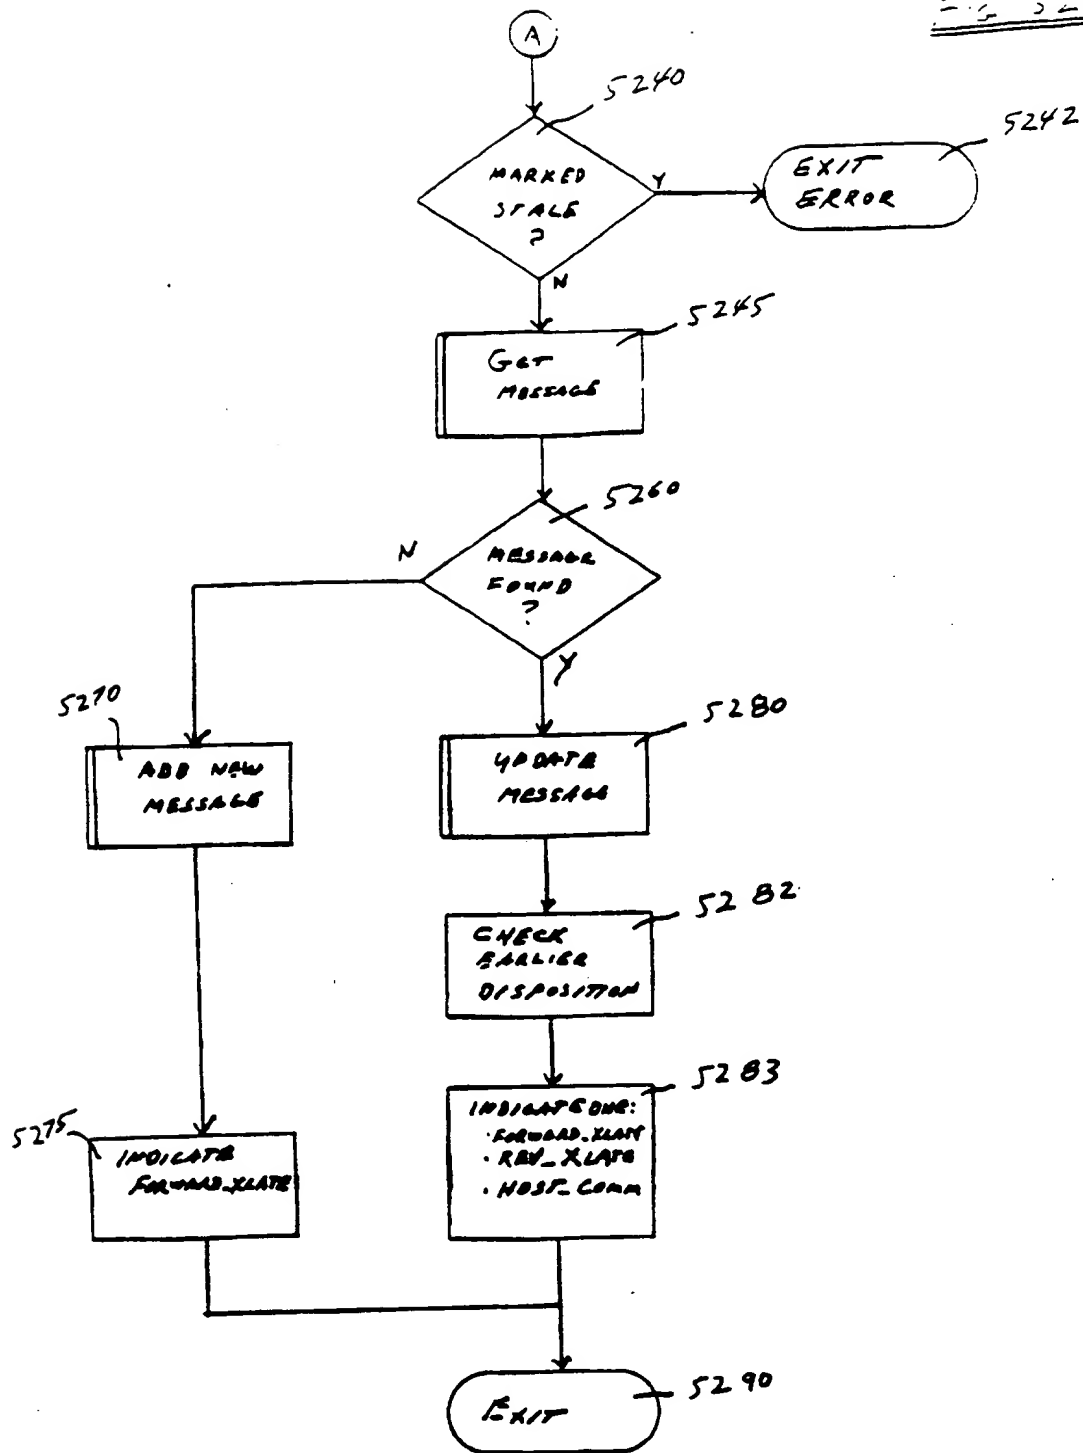 A
5240
5242
MARKED
STALE
?
Y
EXIT
ERROR
N
5245
GET
MESSAGE
5260
N
MESSAGE
FOUND
?
Y
5270
5280
ADD NEW
MESSAGE
UPDATE
MESSAGE
5282
CHECK
EARLIER
DISPOSITION
5283
INDICATE ONE:
· FORWARD_XLATE
· REV_XLATE
· HOST_COMM
5275
INDICATE
FORWARD_XLATE
5290
EXIT